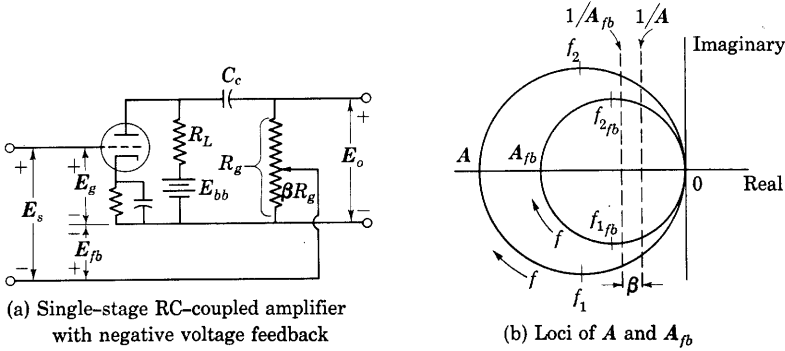 C_c
R_L
R_g
E_bb
βR_g
E_o
E_g
E_s
E_fb
+
+
+
−
−
−
+
−
(a) Single-stage RC-coupled amplifier
with negative voltage feedback
1/A_fb
1/A
Imaginary
f_2
f_2fb
A
A_fb
0
Real
f_1fb
f
f
β
f_1
(b) Loci of A and A_fb